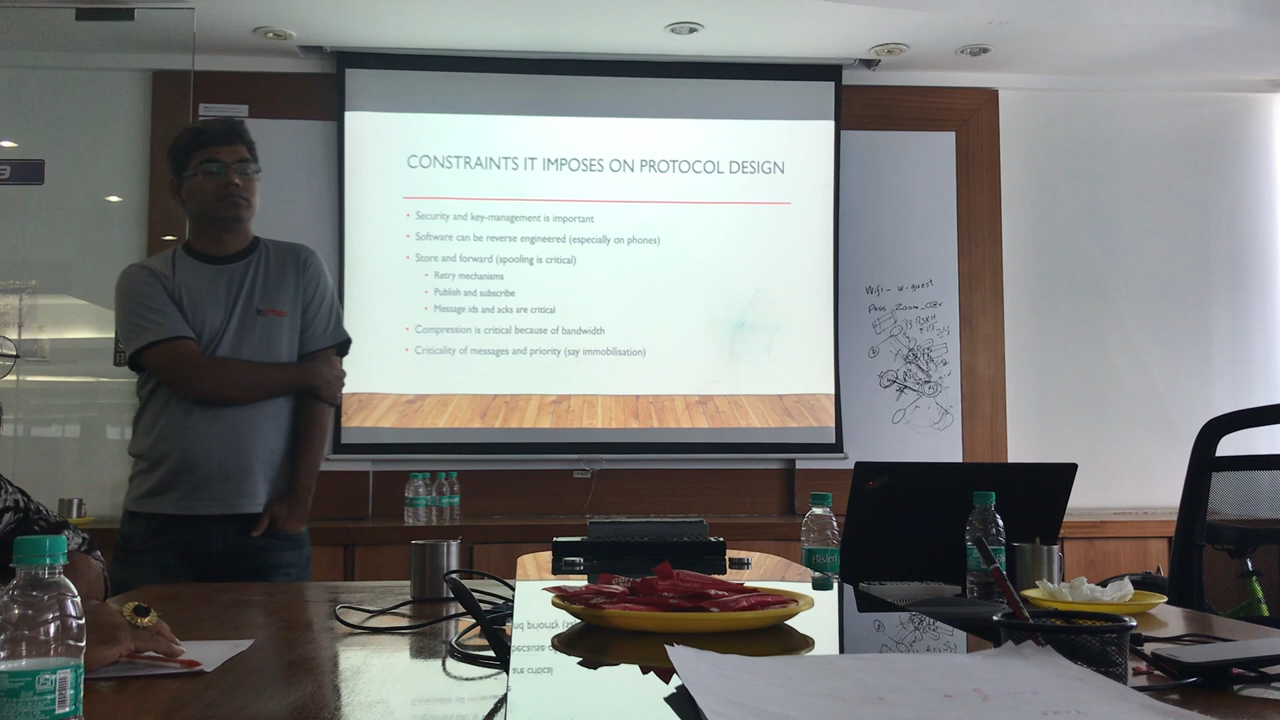 CONSTRAINTS IT IMPOSES ON PROTOCOL DESIGN
• Security and key-management is important
• Software can be reverse engineered (especially on phones)
• Store and forward (spooling is critical)
• Retry mechanisms
• Publish and subscribe
• Message ids and acks are critical
• Compression is critical because of bandwidth
• Criticality of messages and priority (say immobilisation)
Wifi - w-guest
Bisleri